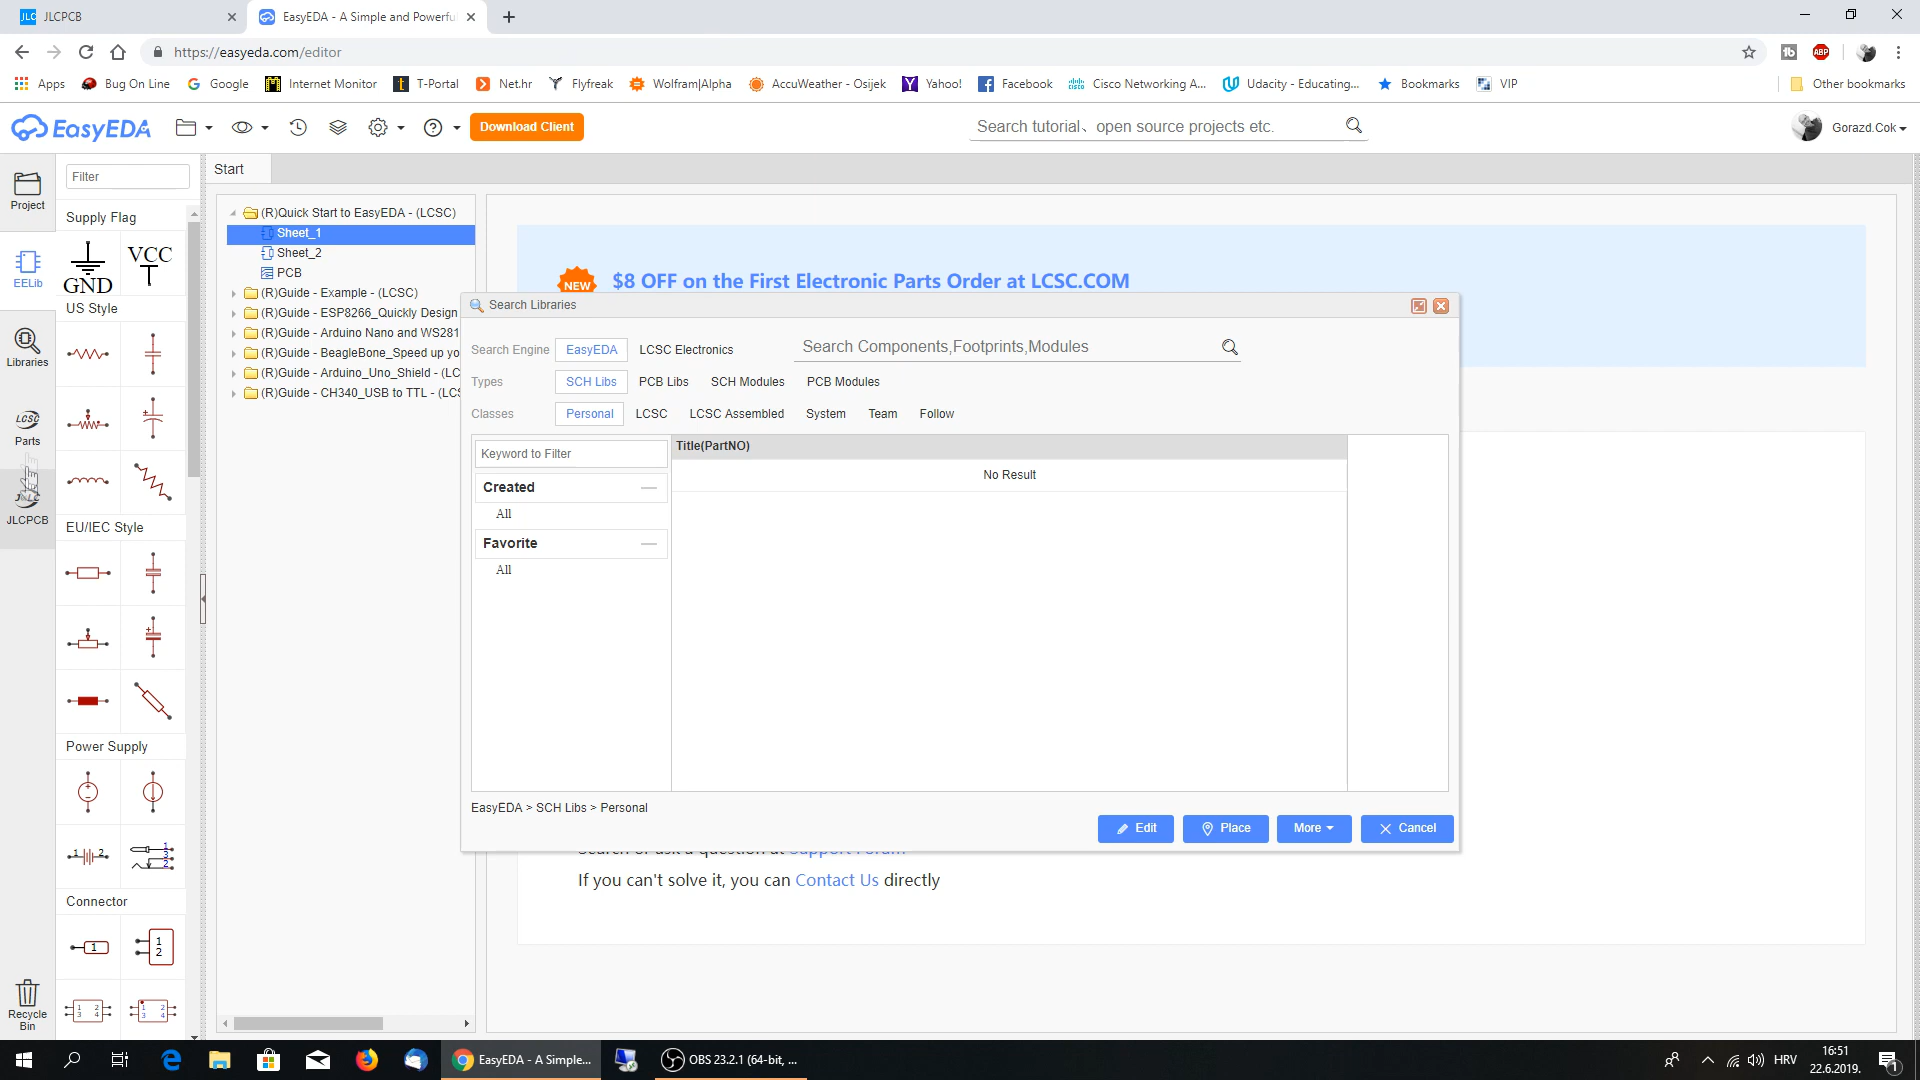 JLC JLCPCB
EasyEDA - A Simple and Powerfu
https://easyeda.com/editor
Apps
Bug On Line
Google
Internet Monitor
T-Portal
Net.hr
Flyfreak
Wolfram|Alpha
AccuWeather - Osijek
Yahoo!
Facebook
Cisco Networking A...
Udacity - Educating...
Bookmarks
VIP
Other bookmarks
EasyEDA
Download Client
Search tutorial、open source projects etc.
Gorazd.Cok
Project
EELib
Libraries
LCSC
Parts
JLCPCB
Recycle
Bin
Filter
Supply Flag
GND
VCC
US Style
EU/IEC Style
Power Supply
Connector
Start
(R)Quick Start to EasyEDA - (LCSC)
Sheet_1
Sheet_2
PCB
(R)Guide - Example - (LCSC)
(R)Guide - ESP8266_Quickly Design
(R)Guide - Arduino Nano and WS281
(R)Guide - BeagleBone_Speed up yo
(R)Guide - Arduino_Uno_Shield - (LC
(R)Guide - CH340_USB to TTL - (LCS
NEW
$8 OFF on the First Electronic Parts Order at LCSC.COM
Search Libraries
Search Engine EasyEDA LCSC Electronics
Search Components,Footprints,Modules
Types SCH Libs PCB Libs SCH Modules PCB Modules
Classes Personal LCSC LCSC Assembled System Team Follow
Keyword to Filter
Created
All
Favorite
All
Title(PartNO)
No Result
EasyEDA > SCH Libs > Personal
Edit
Place
More
Cancel
If you can't solve it, you can Contact Us directly
EasyEDA - A Simple...
OBS 23.2.1 (64-bit, ...
HRV
16:51
22.6.2019.
1